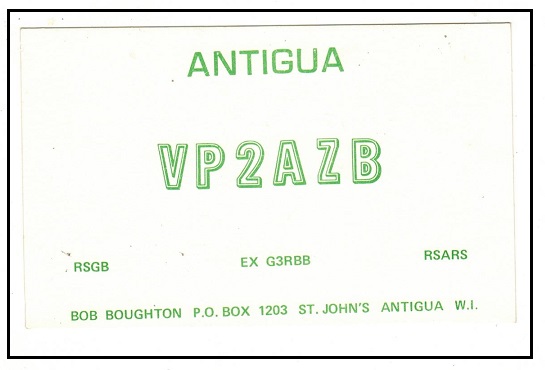 ANTIGUA
VP2AZB
RSGB EX G3RBB RSARS
BOB BOUGHTON P.O. BOX 1203 ST. JOHN'S ANTIGUA W.I.